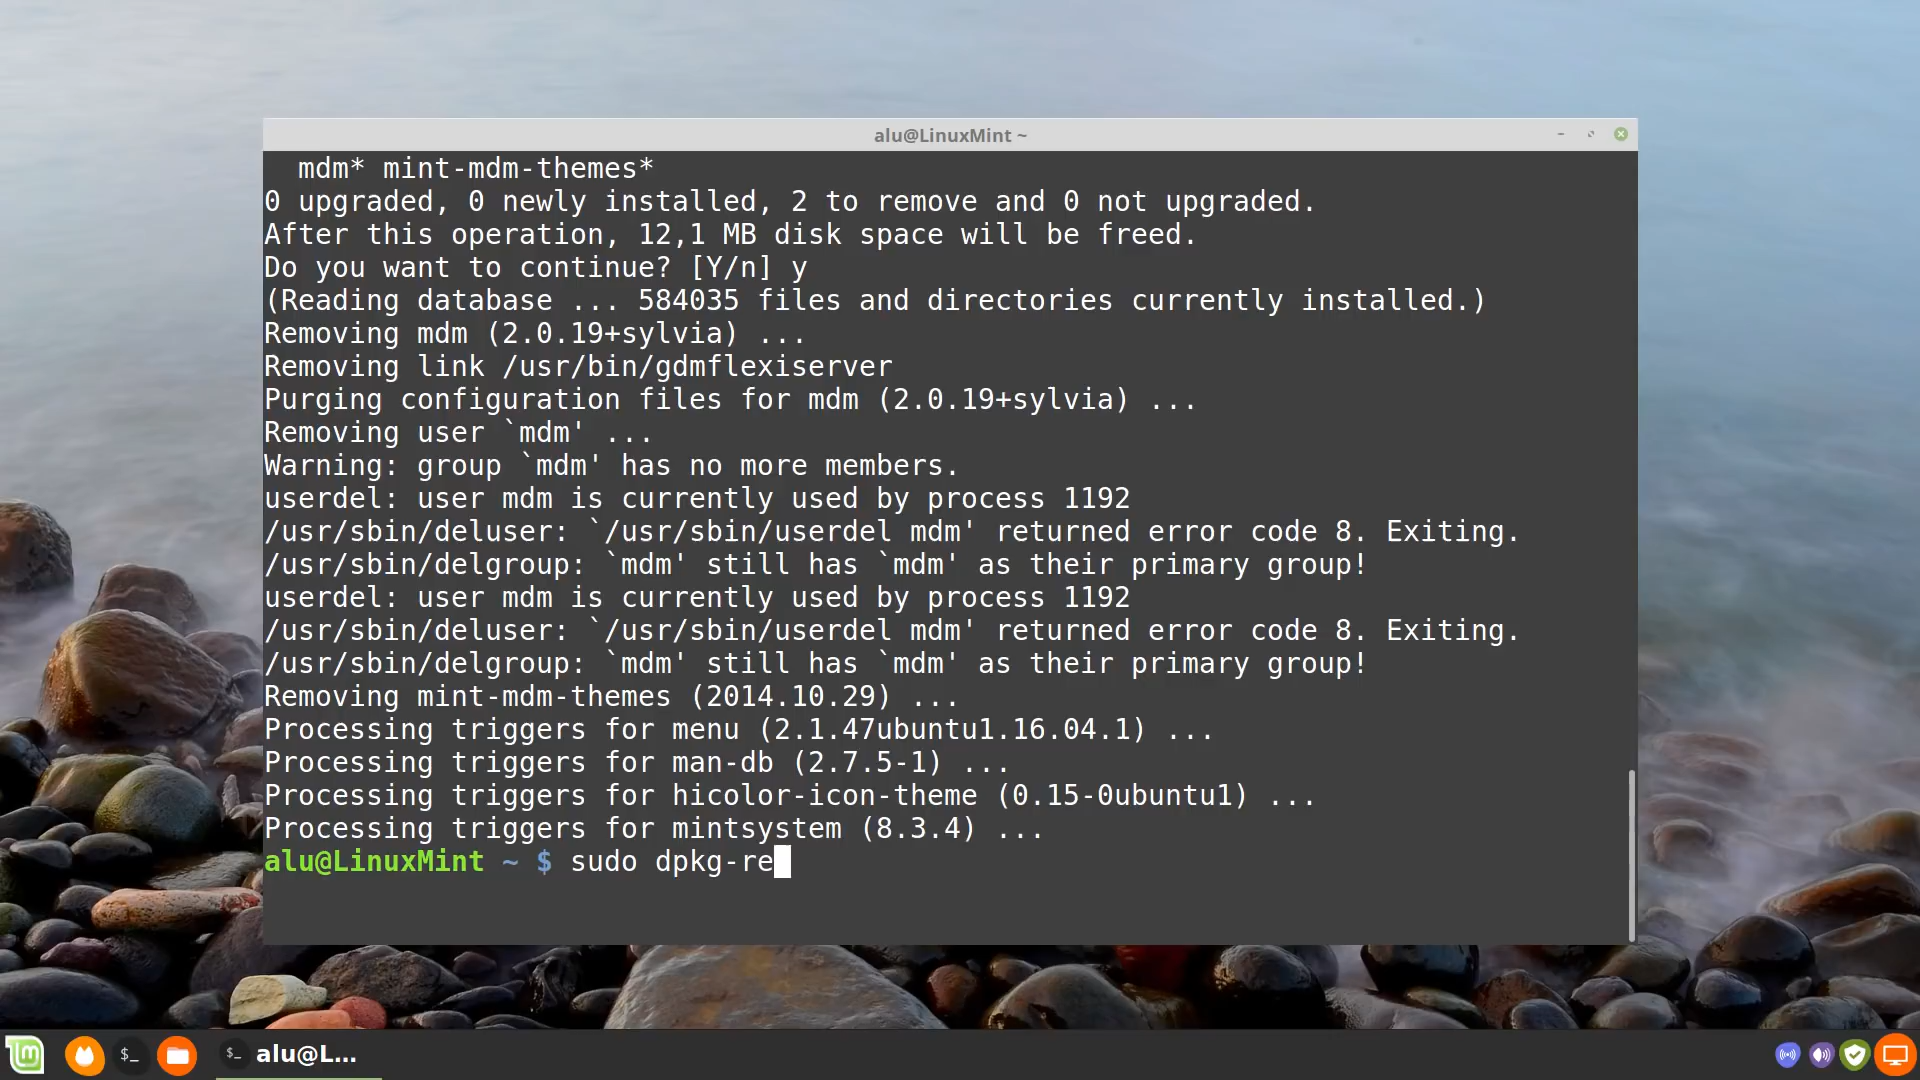 alu@LinuxMint ~
mdm* mint-mdm-themes*
0 upgraded, 0 newly installed, 2 to remove and 0 not upgraded.
After this operation, 12,1 MB disk space will be freed.
Do you want to continue? [Y/n] y
(Reading database ... 584035 files and directories currently installed.)
Removing mdm (2.0.19+sylvia) ...
Removing link /usr/bin/gdmflexiserver
Purging configuration files for mdm (2.0.19+sylvia) ...
Removing user `mdm' ...
Warning: group `mdm' has no more members.
userdel: user mdm is currently used by process 1192
/usr/sbin/deluser: `/usr/sbin/userdel mdm' returned error code 8. Exiting.
/usr/sbin/delgroup: `mdm' still has `mdm' as their primary group!
userdel: user mdm is currently used by process 1192
/usr/sbin/deluser: `/usr/sbin/userdel mdm' returned error code 8. Exiting.
/usr/sbin/delgroup: `mdm' still has `mdm' as their primary group!
Removing mint-mdm-themes (2014.10.29) ...
Processing triggers for menu (2.1.47ubuntu1.16.04.1) ...
Processing triggers for man-db (2.7.5-1) ...
Processing triggers for hicolor-icon-theme (0.15-0ubuntu1) ...
Processing triggers for mintsystem (8.3.4) ...
alu@LinuxMint ~ $ sudo dpkg-re
$_ $_ alu@L...